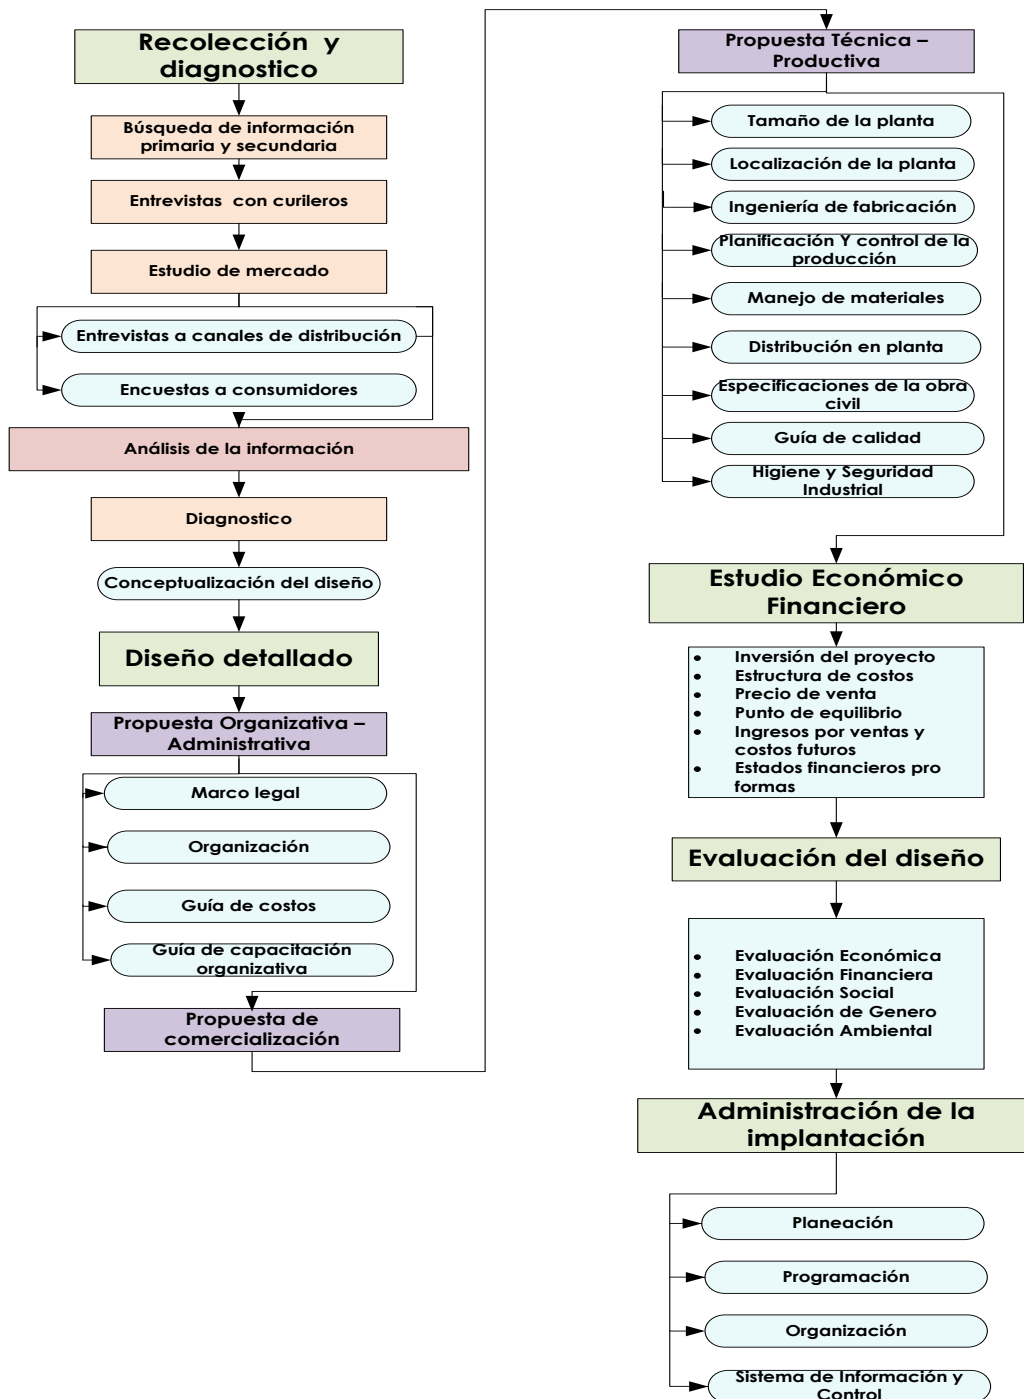 Recolección y
diagnostico
Búsqueda de información
primaria y secundaria
Entrevistas con curileros
Estudio de mercado
Entrevistas a canales de distribución
Encuestas a consumidores
Análisis de la información
Diagnostico
Conceptualización del diseño
Diseño detallado
Propuesta Organizativa –
Administrativa
Marco legal
Organización
Guía de costos
Guía de capacitación
organizativa
Propuesta de
comercialización
Propuesta Técnica –
Productiva
Tamaño de la planta
Localización de la planta
Ingeniería de fabricación
Planificación Y control de la
producción
Manejo de materiales
Distribución en planta
Especificaciones de la obra
civil
Guía de calidad
Higiene y Seguridad
Industrial
Estudio Económico
Financiero
• Inversión del proyecto
• Estructura de costos
• Precio de venta
• Punto de equilibrio
• Ingresos por ventas y
costos futuros
• Estados financieros pro
formas
Evaluación del diseño
• Evaluación Económica
• Evaluación Financiera
• Evaluación Social
• Evaluación de Genero
• Evaluación Ambiental
Administración de la
implantación
Planeación
Programación
Organización
Sistema de Información y
Control